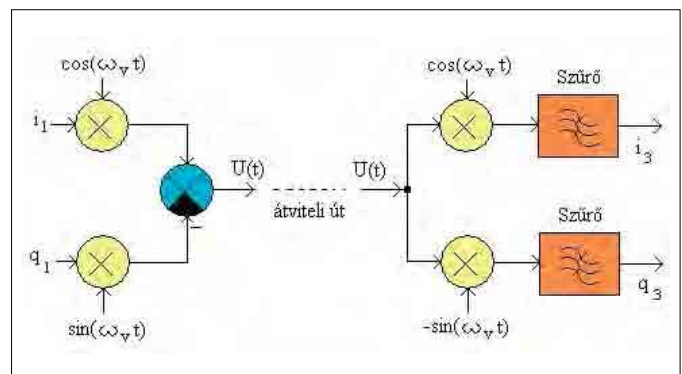 cos(ωᵥt)
i₁
U(t)
q₁
sin(ωᵥt)
–
átviteli út
U(t)
cos(ωᵥt)
Szűrő
i₃
Szűrő
q₃
-sin(ωᵥt)